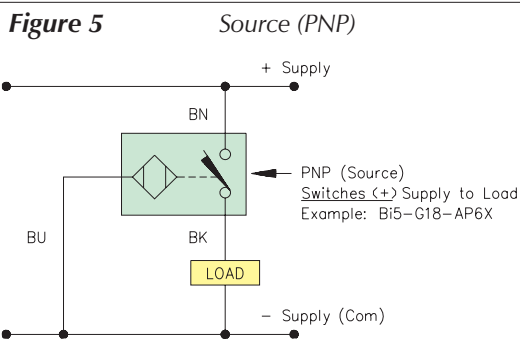 Figure 5 Source (PNP)
+ Supply
BN
PNP (Source)
Switches (+) Supply to Load
Example: Bi5-G18-AP6X
BU
BK
LOAD
- Supply (Com)